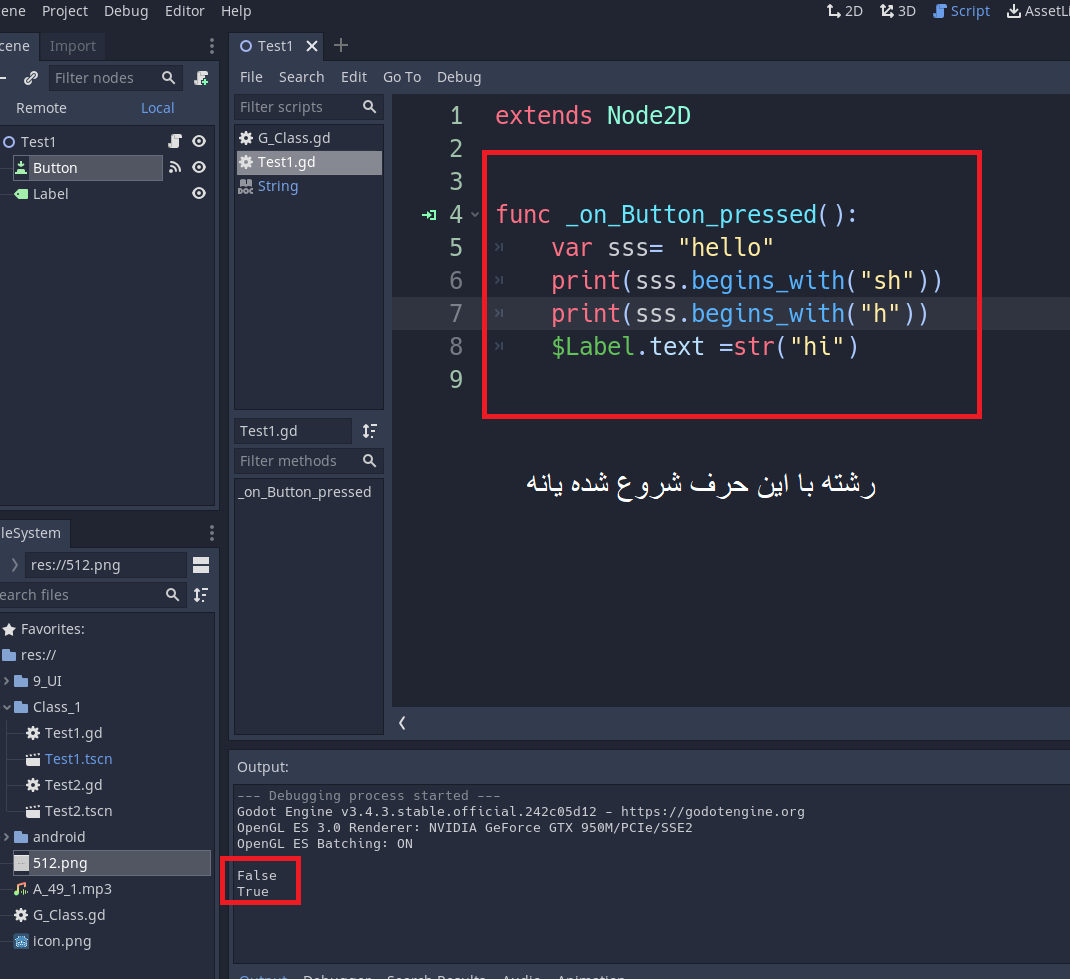 ene Project Debug Editor Help 2D 3D Script AssetLi
cene Import
Filter nodes
Remote Local
Test1
Button
Label
Test1
File Search Edit Go To Debug
Filter scripts
G_Class.gd
Test1.gd
String
Test1.gd
Filter methods
_on_Button_pressed
1 extends Node2D
2
3
4 func _on_Button_pressed():
5 var sss= "hello"
6 print(sss.begins_with("sh"))
7 print(sss.begins_with("h"))
8 $Label.text =str("hi")
9
رشته با این حرف شروع شده یانه
leSystem
res://512.png
earch files
Favorites:
res://
9_UI
Class_1
Test1.gd
Test1.tscn
Test2.gd
Test2.tscn
android
512.png
A_49_1.mp3
G_Class.gd
icon.png
Output:
--- Debugging process started ---
Godot Engine v3.4.3.stable.official.242c05d12 - https://godotengine.org
OpenGL ES 3.0 Renderer: NVIDIA GeForce GTX 950M/PCIe/SSE2
OpenGL ES Batching: ON
False
True
Output Debugger Search Results Audio Animation